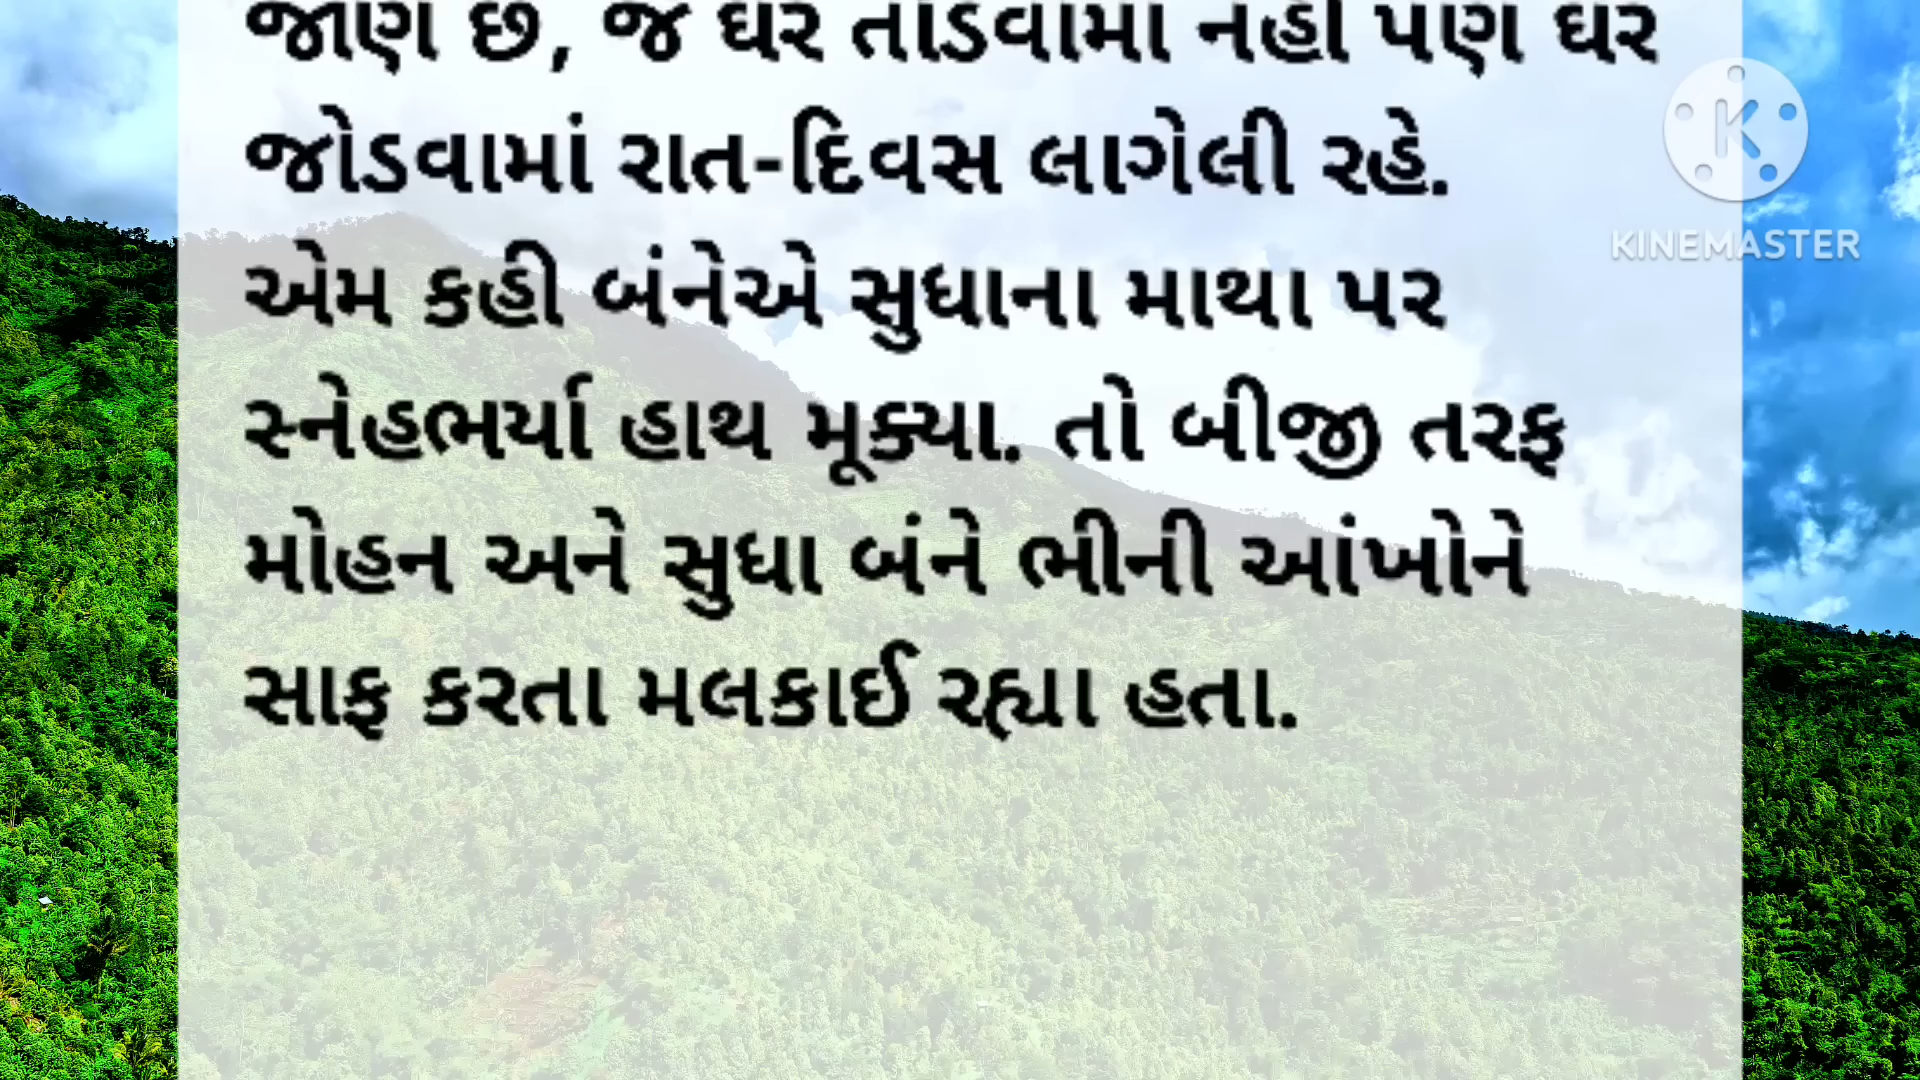 જાણ છ, જ ઘર તાડવામા નહી પણ ઘર
જોડવામાં રાત-દિવસ લાગેલી રહે.
એમ કહી બંનેએ સુધાના માથા પર
સ્નેહભર્યા હાથ મૂક્યા. તો બીજી તરફ
મોહન અને સુધા બંને ભીની આંખોને
સાફ કરતા મલકાઈ રહ્યા હતા.
KINEMASTER